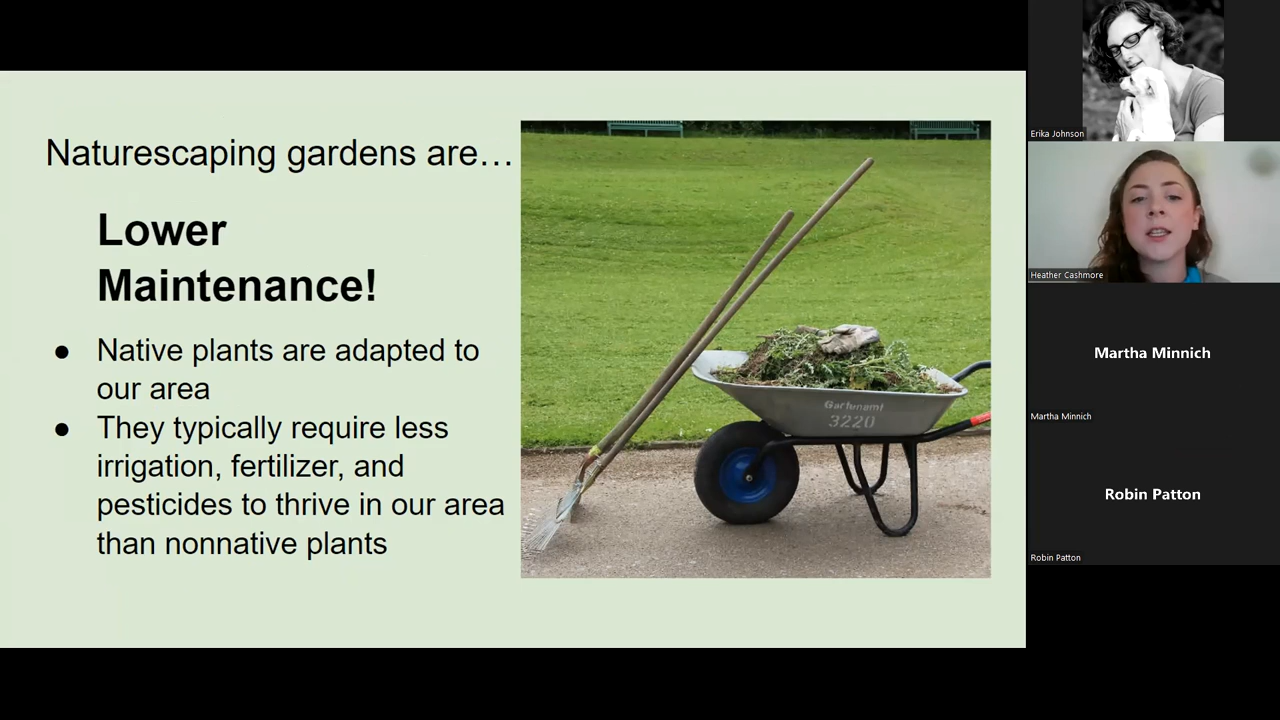 Naturescaping gardens are…
Lower
Maintenance!
● Native plants are adapted to
our area
● They typically require less
irrigation, fertilizer, and
pesticides to thrive in our area
than nonnative plants
Gartenamt
3220
Erika Johnson
Heather Cashmore
Martha Minnich
Martha Minnich
Robin Patton
Robin Patton